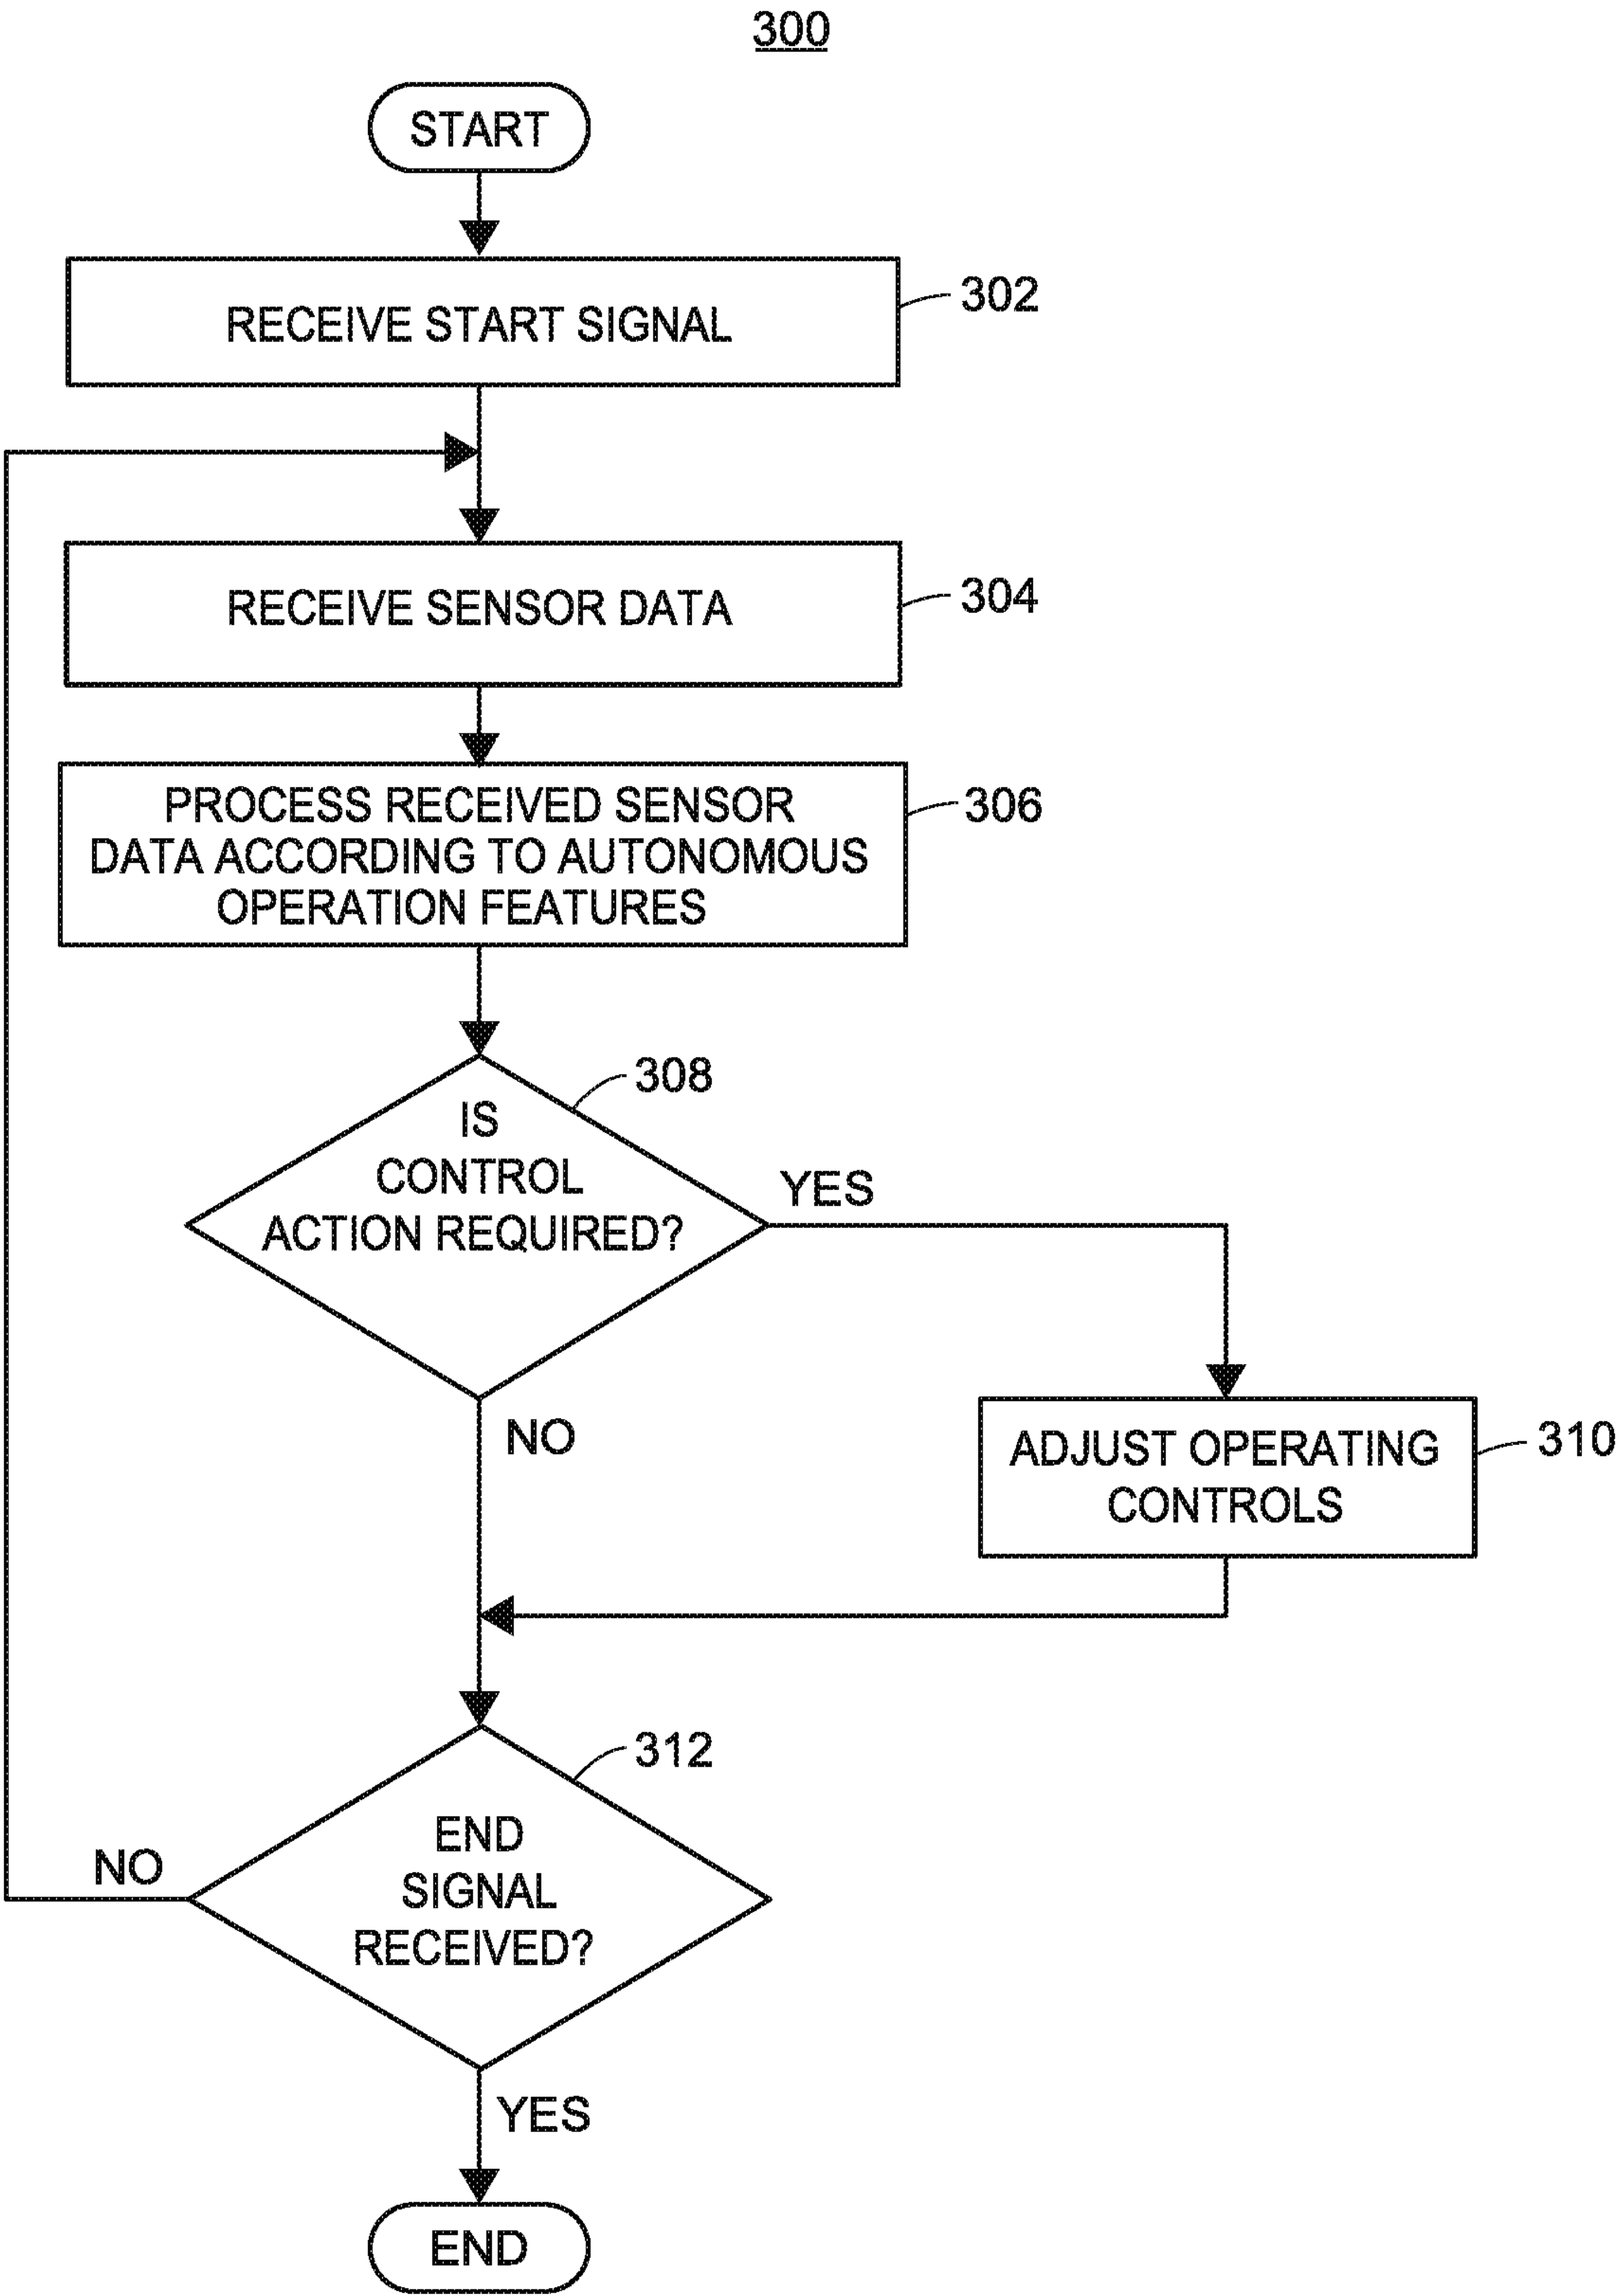 300
START
RECEIVE START SIGNAL
302
RECEIVE SENSOR DATA
304
PROCESS RECEIVED SENSOR
DATA ACCORDING TO AUTONOMOUS
OPERATION FEATURES
306
308
IS
CONTROL
ACTION REQUIRED?
YES
NO
ADJUST OPERATING
CONTROLS
310
312
END
SIGNAL
RECEIVED?
NO
YES
END